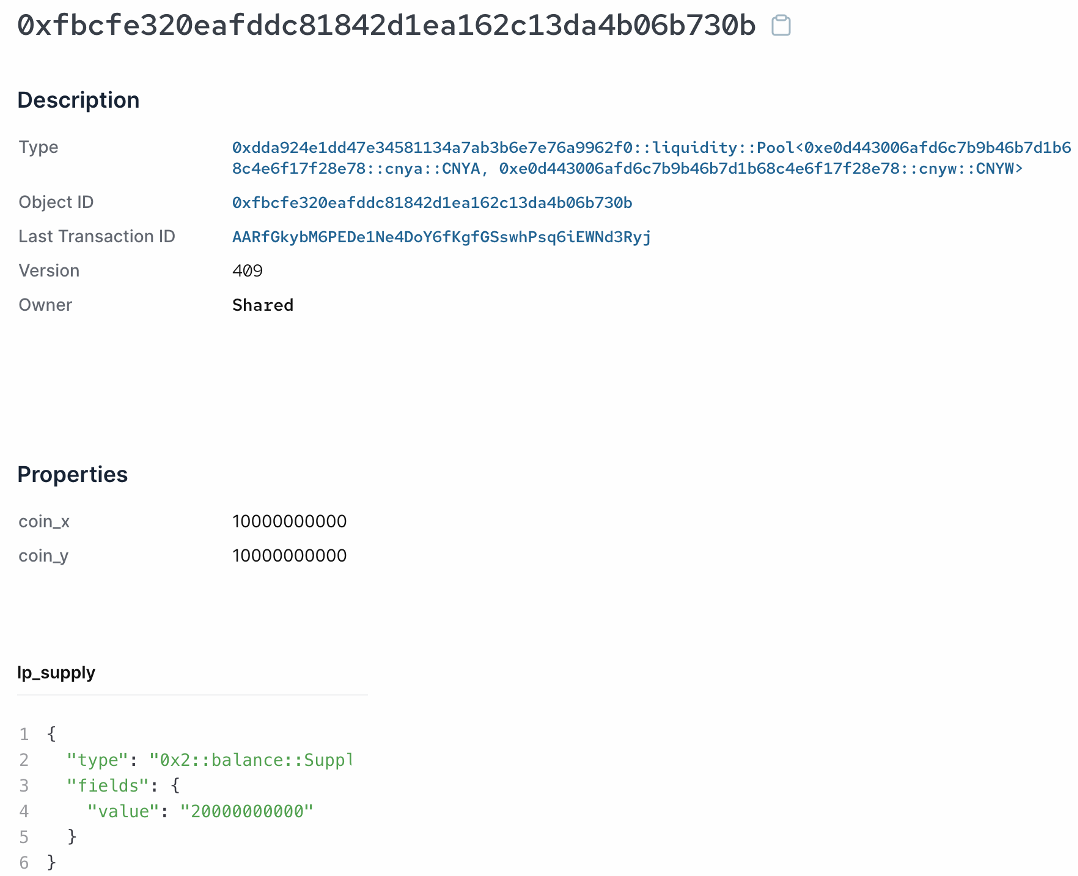 0xfbcfe320eafddc81842d1ea162c13da4b06b730b
Description
Type
0xdda924e1dd47e34581134a7ab3b6e7e76a9962f0::liquidity::Pool<0xe0d443006afd6c7b9b46b7d1b6
8c4e6f17f28e78::cnya::CNYA, 0xe0d443006afd6c7b9b46b7d1b68c4e6f17f28e78::cnyw::CNYW>
Object ID
0xfbcfe320eafddc81842d1ea162c13da4b06b730b
Last Transaction ID
AARfGkybM6PEDe1Ne4DoY6fKgfGSswhPsq6iEWNd3Ryj
Version
409
Owner
Shared
Properties
coin_x
10000000000
coin_y
10000000000
lp_supply
1 {
2 "type": "0x2::balance::Suppl
3 "fields": {
4 "value": "20000000000"
5 }
6 }